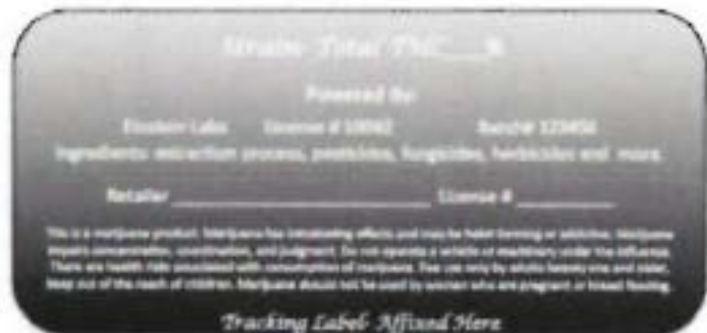 Strain- Total THC___%
Powered By:
Einstein Labs License # 10042 Batch# 123456
Ingredients: extraction process, pesticides, fungicides, herbicides and more.
Retailer ______________________ License # ________
This is a marijuana product. Marijuana has intoxicating effects and may be habit forming or addictive. Marijuana
impairs concentration, coordination, and judgment. Do not operate a vehicle or machinery under the influence.
There are health risks associated with consumption of marijuana. For use only by adults twenty-one and older.
Keep out of the reach of children. Marijuana should not be used by women who are pregnant or breast feeding.
Tracking Label- Affixed Here